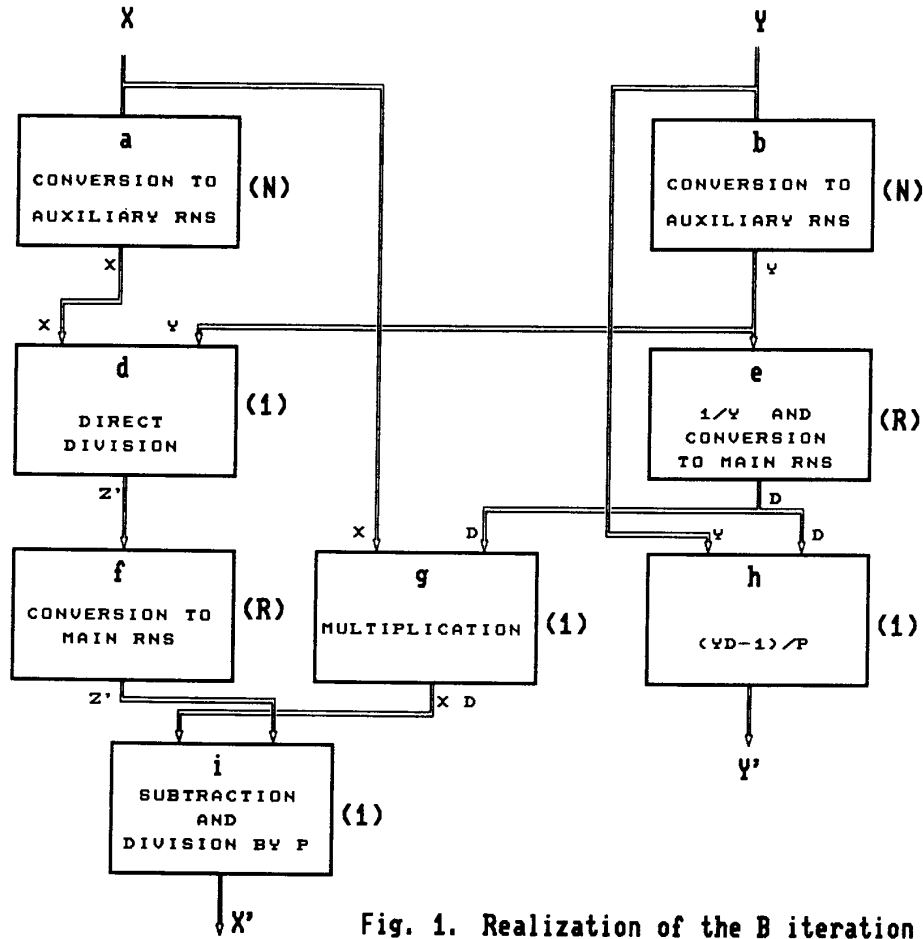 X
Y
a
CONVERSION TO
AUXILIARY RNS
(N)
b
CONVERSION TO
AUXILIARY RNS
(N)
X
Y
X
Y
d
DIRECT
DIVISION
(1)
e
1/Y AND
CONVERSION
TO MAIN RNS
(R)
Z'
D
X
D
Y
D
f
CONVERSION TO
MAIN RNS
(R)
g
MULTIPLICATION
(1)
h
(YD-1)/P
(1)
Z'
X D
i
SUBTRACTION
AND
DIVISION BY P
(1)
Y'
X'
Fig. 1. Realization of the B iteration